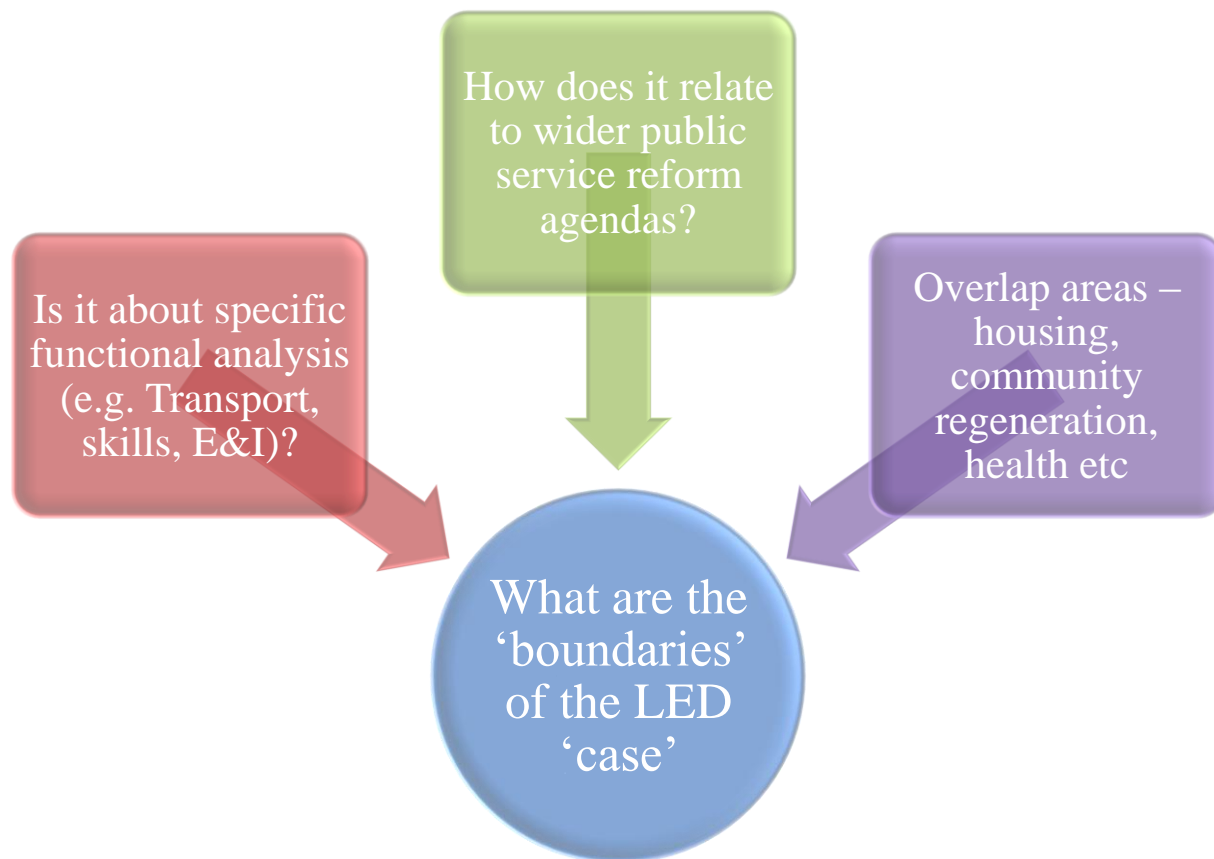 How does it relate
to wider public
service reform
agendas?
Is it about specific
functional analysis
(e.g. Transport,
skills, E&I)?
Overlap areas –
housing,
community
regeneration,
health etc
What are the
‘boundaries’
of the LED
‘case’